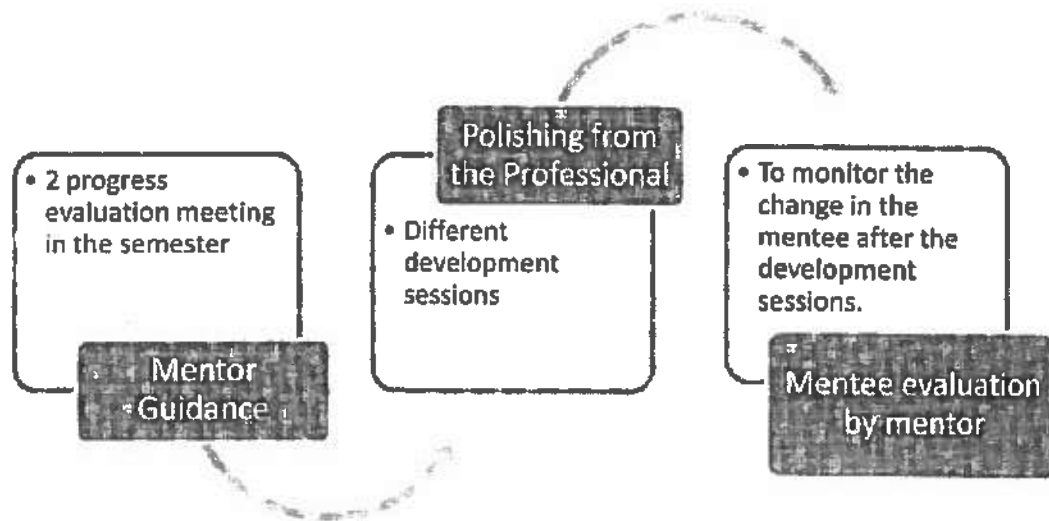 • 2 progress
evaluation meeting
in the semester
Mentor
Guidance
Polishing from
the Professional
• Different
development
sessions
• To monitor the
change in the
mentee after the
development
sessions.
Mentee evaluation
by mentor